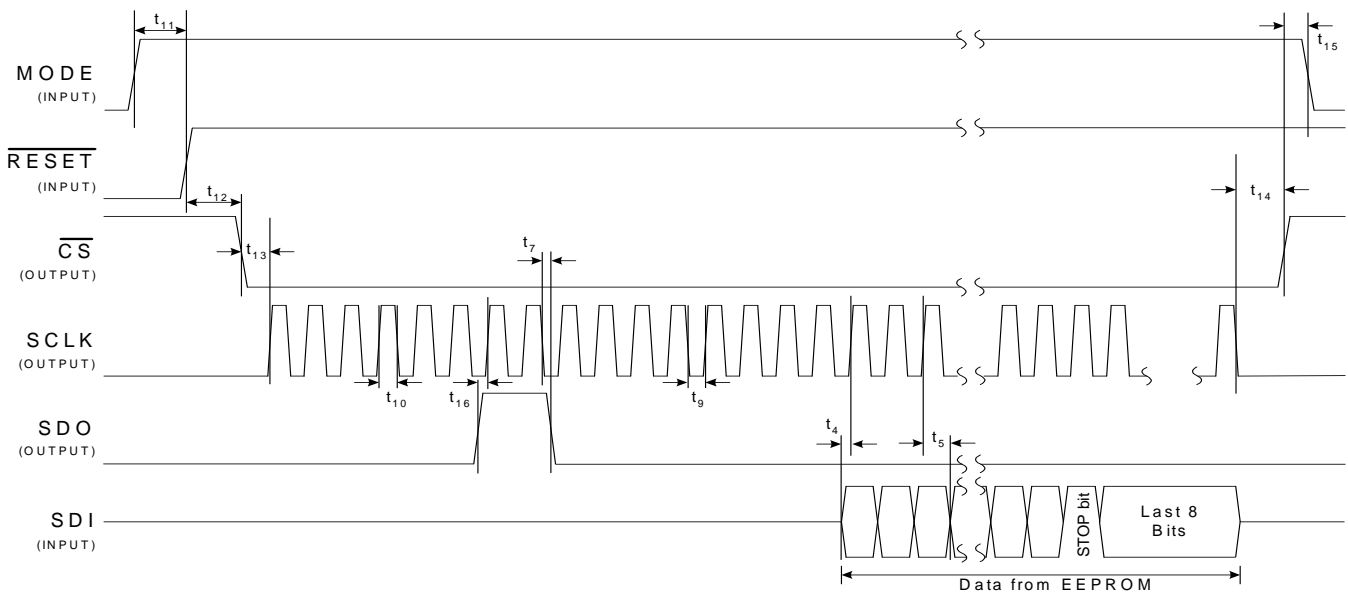 t11
t15
MODE
(INPUT)
RESET
(INPUT)
t12
t14
CS
(OUTPUT)
t13
t7
SCLK
(OUTPUT)
t10
t16
t9
SDO
(OUTPUT)
t4
t5
SDI
(INPUT)
STOP bit
Last 8
Bits
Data from EEPROM